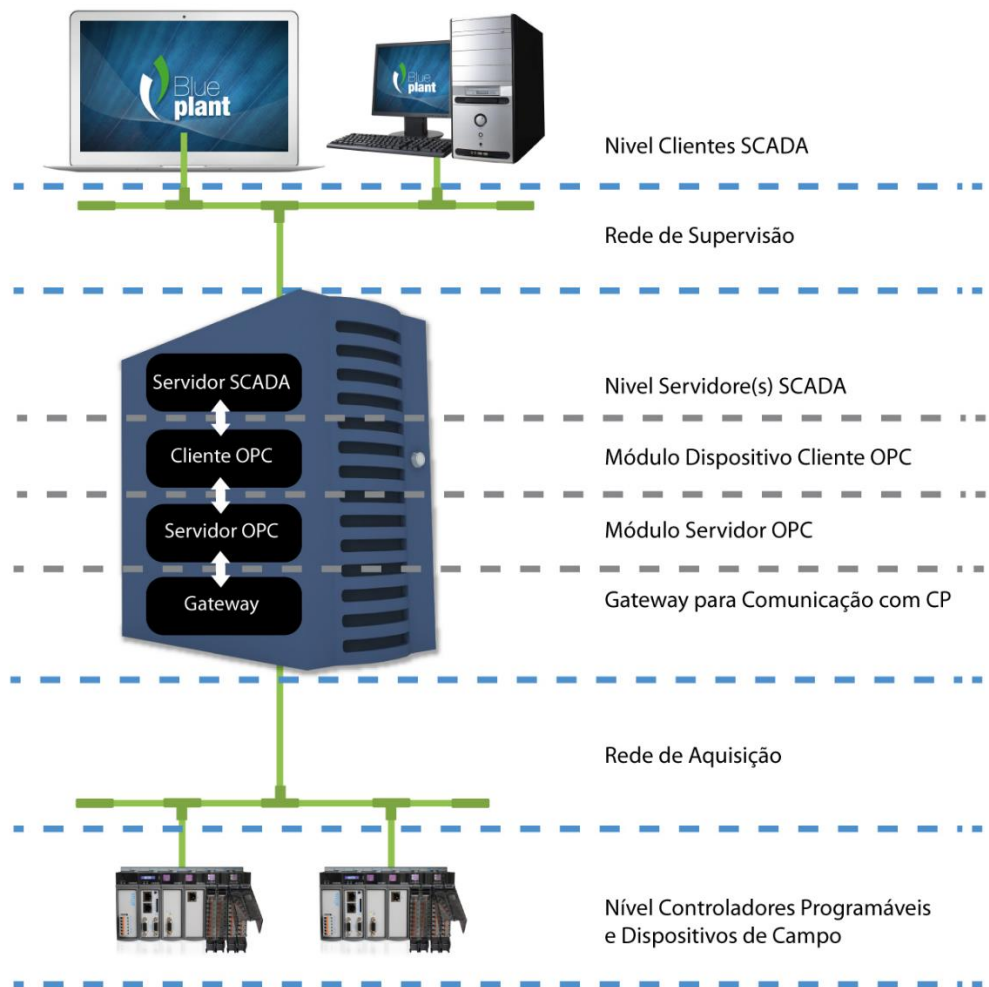 Blue
plant
Blue
plant
Nivel Clientes SCADA
Rede de Supervisão
Servidor SCADA
Nivel Servidore(s) SCADA
Cliente OPC
Módulo Dispositivo Cliente OPC
Servidor OPC
Módulo Servidor OPC
Gateway
Gateway para Comunicação com CP
Rede de Aquisição
Nível Controladores Programáveis
e Dispositivos de Campo